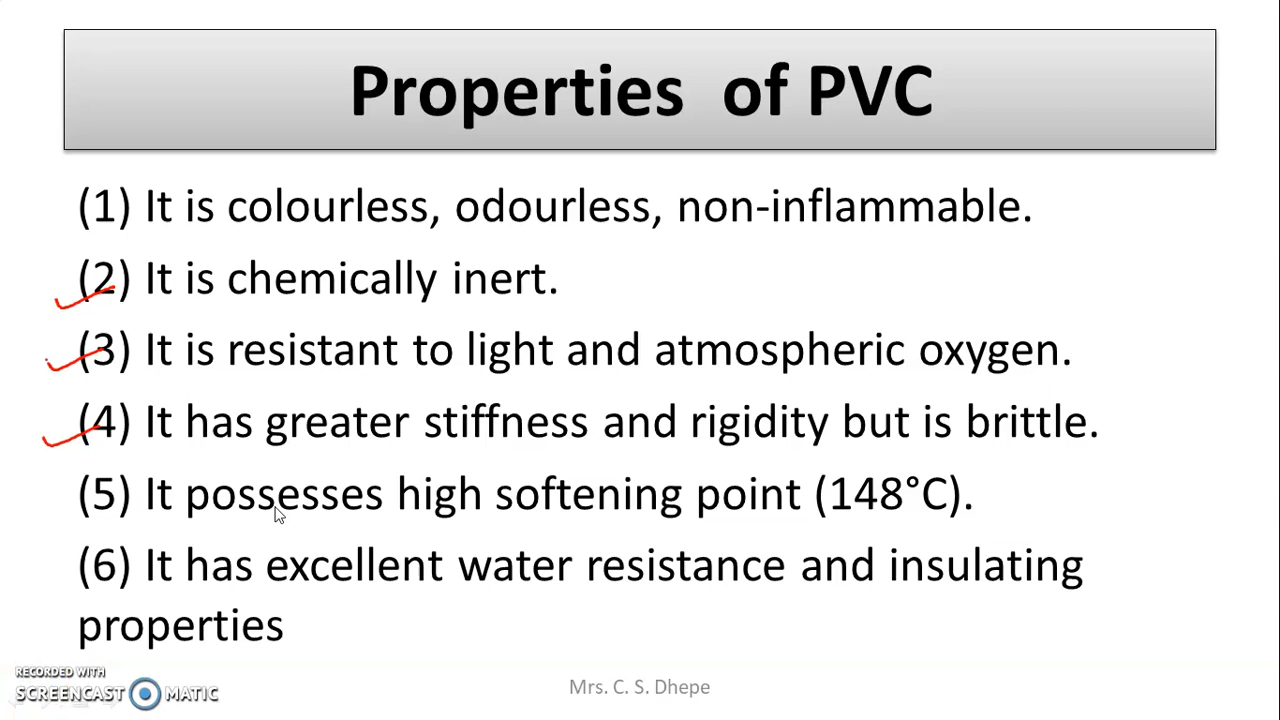 Properties of PVC
(1) It is colourless, odourless, non-inflammable.
(2) It is chemically inert.
(3) It is resistant to light and atmospheric oxygen.
(4) It has greater stiffness and rigidity but is brittle.
(5) It possesses high softening point (148°C).
(6) It has excellent water resistance and insulating
properties
RECORDED WITH
SCREENCAST MATIC
Mrs. C. S. Dhepe